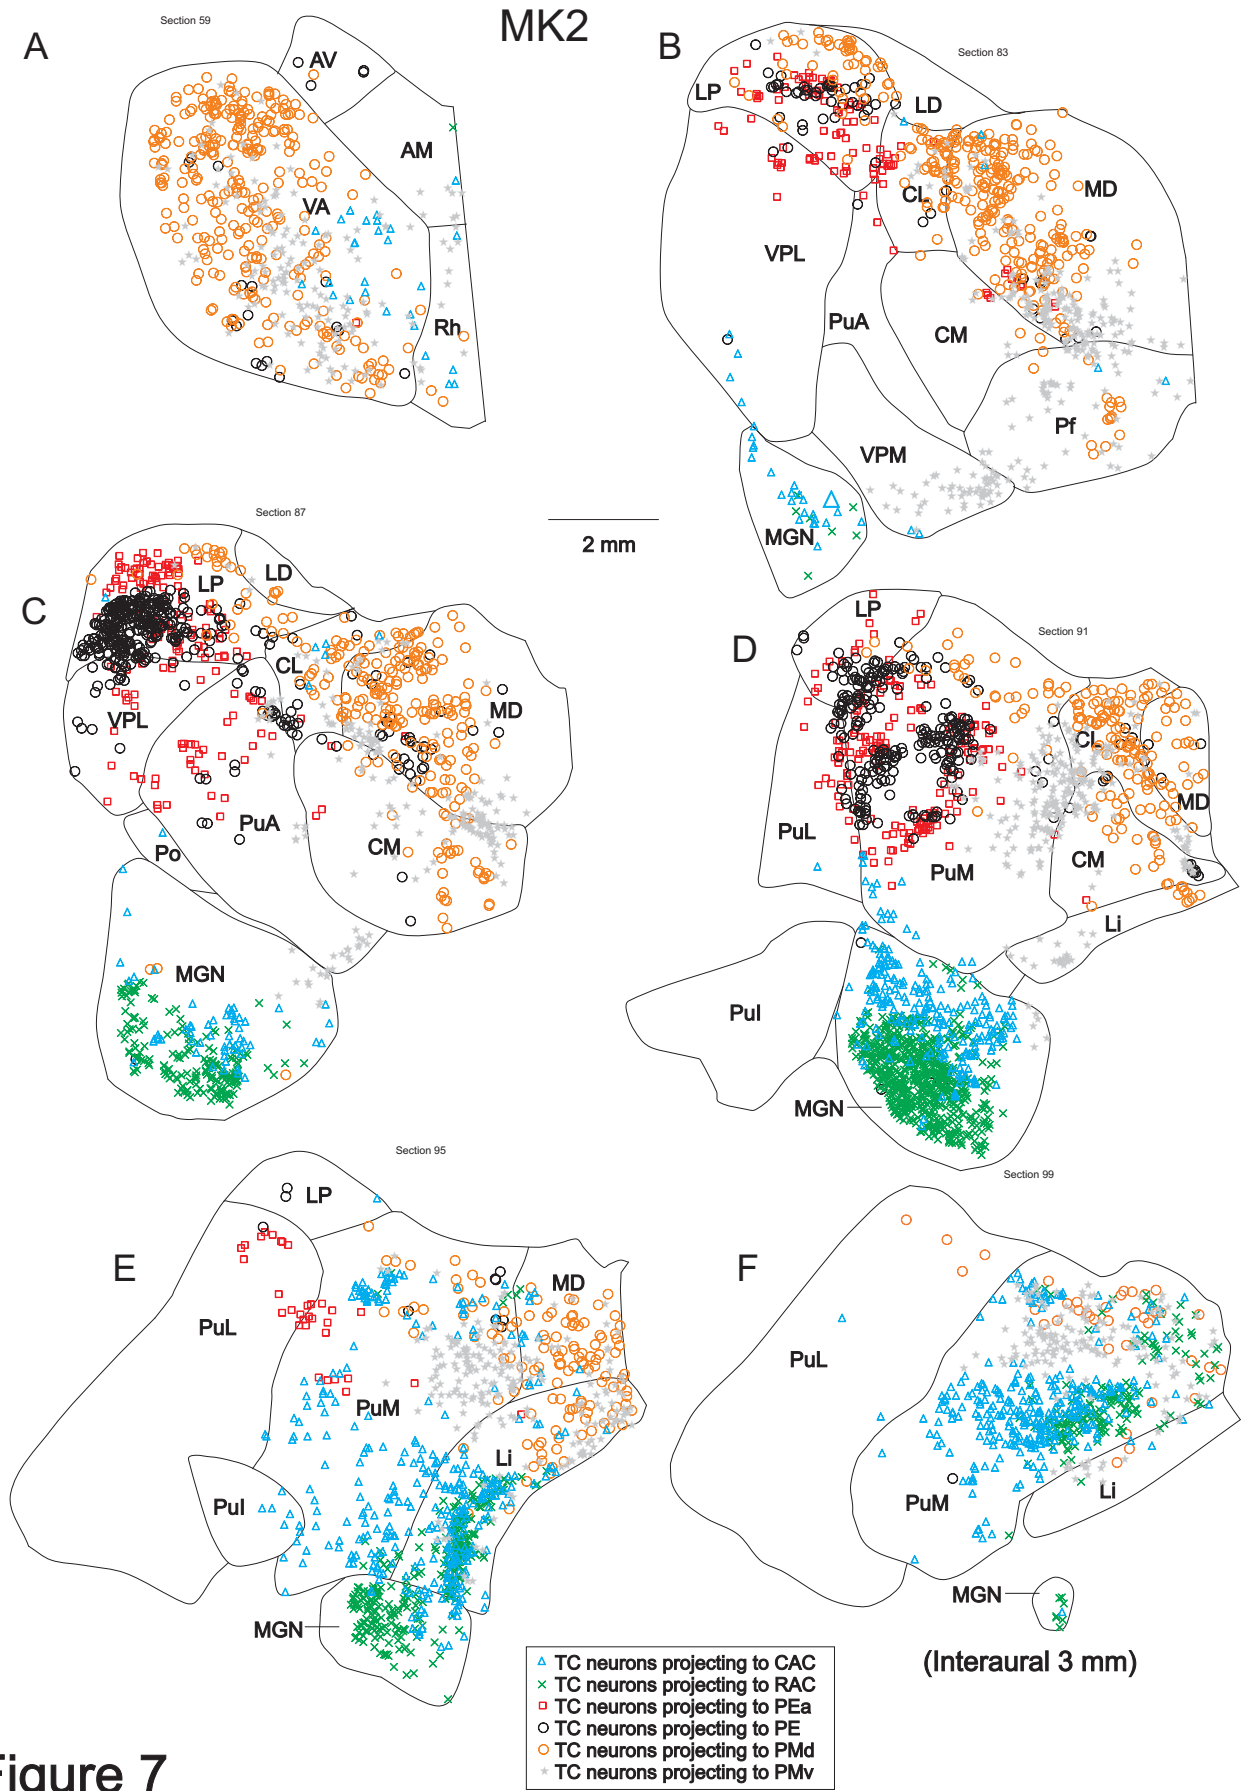 MK2
A
Section 59
AV
AM
VA
Rh
B
Section 83
LP
LD
MD
CL
VPL
PuA
CM
Pf
VPM
MGN
2 mm
C
Section 87
LP
LD
CL
MD
VPL
PuA
CM
Po
MGN
D
Section 91
LP
CL
MD
PuL
PuM
CM
Li
PuI
MGN
E
Section 95
LP
MD
PuL
PuM
Li
PuI
MGN
F
Section 99
PuL
PuM
Li
MGN
(Interaural 3 mm)
TC neurons projecting to CAC
TC neurons projecting to RAC
TC neurons projecting to PEa
TC neurons projecting to PE
TC neurons projecting to PMd
TC neurons projecting to PMv
Figure 7